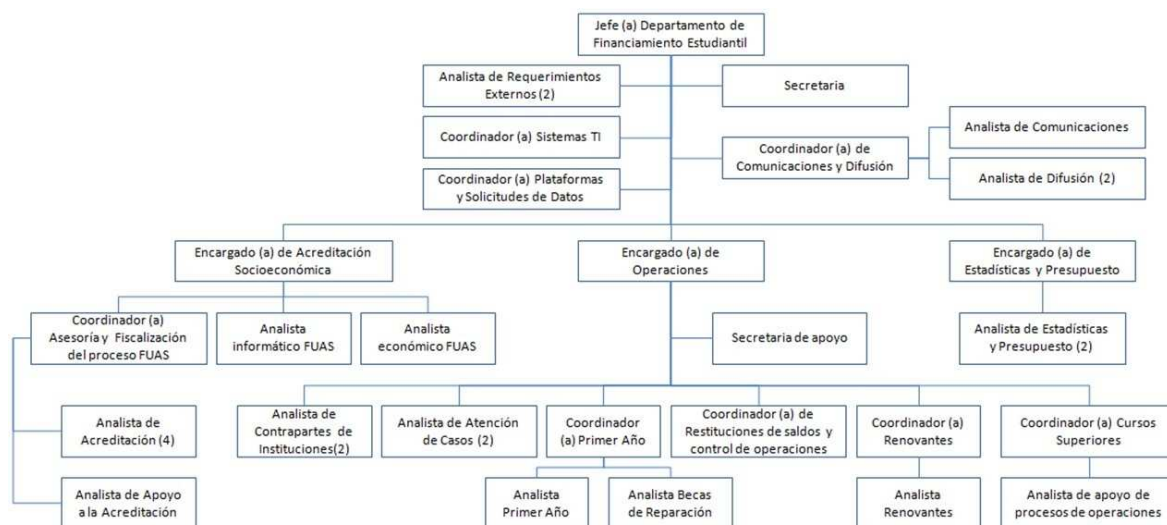 Jefe (a) Departamento de
Financiamiento Estudiantil
Analista de Requerimientos
Externos (2)
Secretaria
Coordinador (a) Sistemas TI
Coordinador (a) de
Comunicaciones y Difusión
Analista de Comunicaciones
Analista de Difusión (2)
Coordinador (a) Plataformas
y Solicitudes de Datos
Encargado (a) de Acreditación
Socioeconómica
Encargado (a) de
Operaciones
Encargado (a) de
Estadísticas y Presupuesto
Coordinador (a)
Asesoría y Fiscalización
del proceso FUAS
Analista
informático FUAS
Analista
económico FUAS
Secretaria de apoyo
Analista de Estadísticas
y Presupuesto (2)
Analista de
Acreditación (4)
Analista de
Contrapartes de
Instituciones(2)
Analista de Atención
de Casos (2)
Coordinador
(a) Primer Año
Coordinador (a) de
Restituciones de saldos y
control de operaciones
Coordinador (a)
Renovantes
Coordinador (a) Cursos
Superiores
Analista de Apoyo
a la Acreditación
Analista
Primer Año
Analista Becas
de Reparación
Analista
Renovantes
Analista de apoyo de
procesos de operaciones